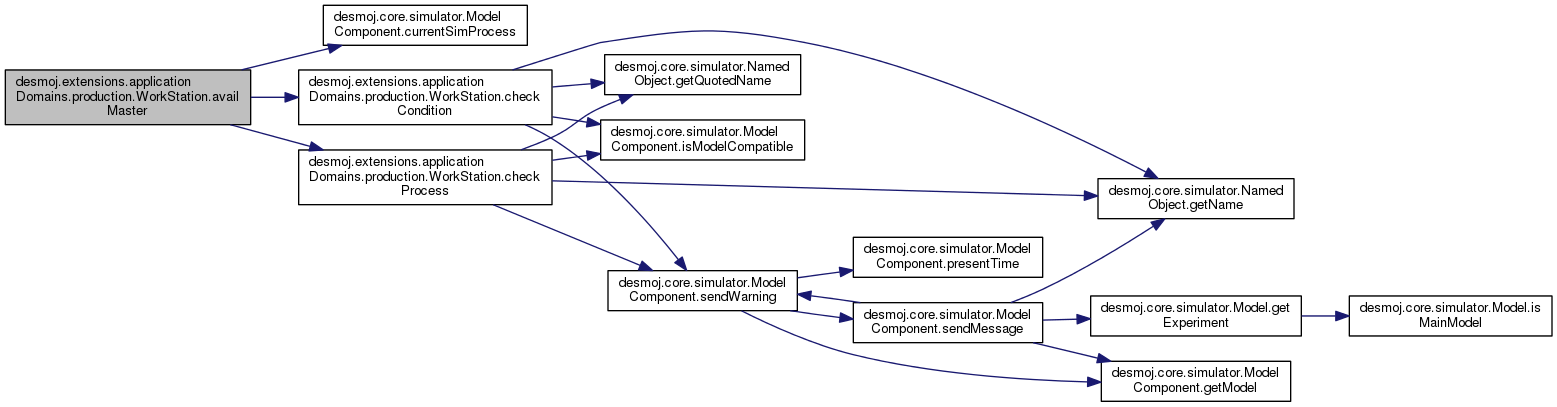 desmoj.core.simulator.Model
Component.currentSimProcess
desmoj.extensions.application
Domains.production.WorkStation.avail
Master
desmoj.extensions.application
Domains.production.WorkStation.check
Condition
desmoj.extensions.application
Domains.production.WorkStation.check
Process
desmoj.core.simulator.Named
Object.getQuotedName
desmoj.core.simulator.Model
Component.isModelCompatible
desmoj.core.simulator.Named
Object.getName
desmoj.core.simulator.Model
Component.sendWarning
desmoj.core.simulator.Model
Component.presentTime
desmoj.core.simulator.Model
Component.sendMessage
desmoj.core.simulator.Model.get
Experiment
desmoj.core.simulator.Model.is
MainModel
desmoj.core.simulator.Model
Component.getModel